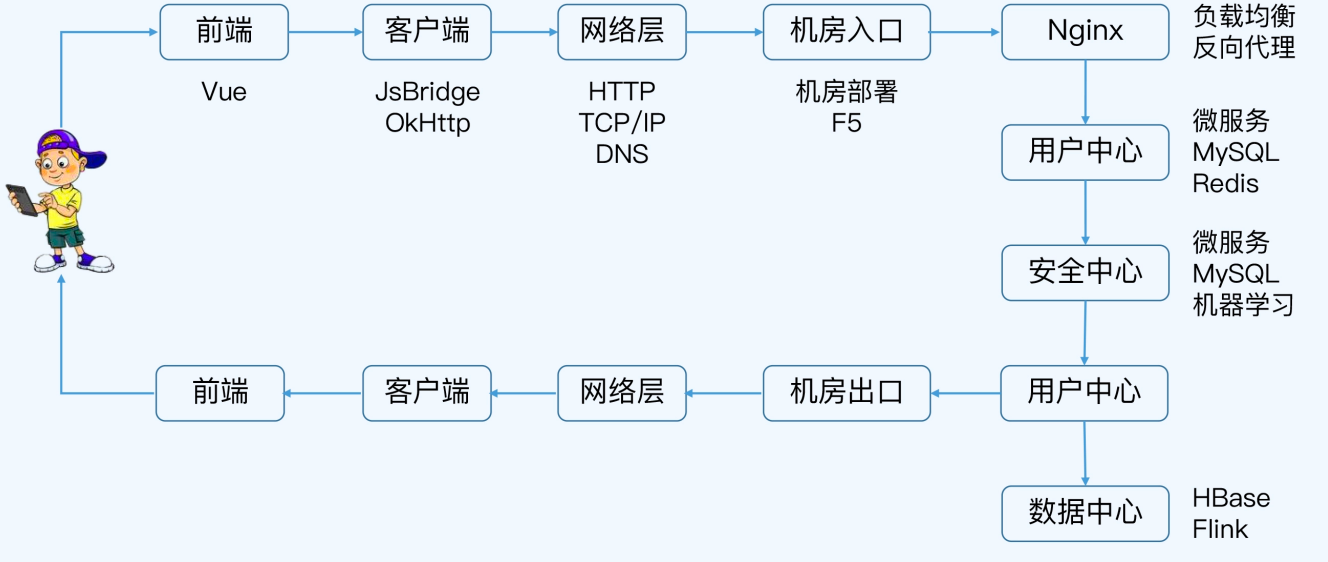 前端
客户端
网络层
机房入口
Nginx
负载均衡
反向代理
Vue
JsBridge
OkHttp
HTTP
TCP/IP
DNS
机房部署
F5
用户中心
微服务
MySQL
Redis
安全中心
微服务
MySQL
机器学习
前端
客户端
网络层
机房出口
用户中心
数据中心
HBase
Flink